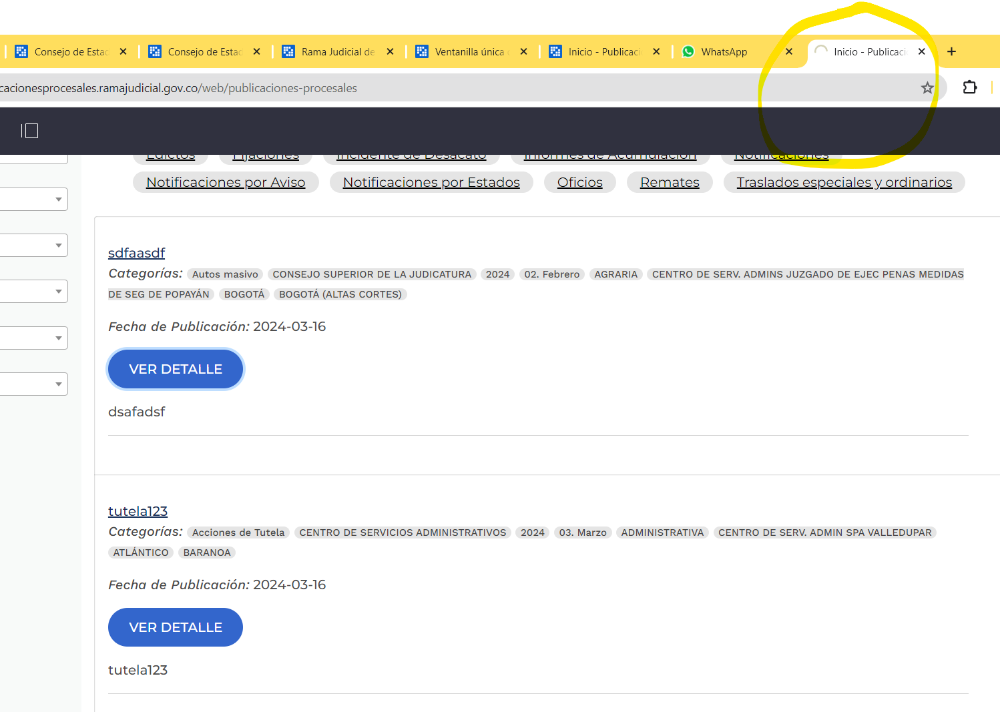 Consejo de Estad Consejo de Estad Rama Judicial de Ventanilla única Inicio - Publicaci WhatsApp Inicio - Publicaci
cacionesprocesales.ramajudicial.gov.co/web/publicaciones-procesales
Edictos Fijaciones Incidente de Desacato Informes de Acumulación Notificaciones
Notificaciones por Aviso Notificaciones por Estados Oficios Remates Traslados especiales y ordinarios
sdfaasdf
Categorías: Autos masivo CONSEJO SUPERIOR DE LA JUDICATURA 2024 02. Febrero AGRARIA CENTRO DE SERV. ADMINS JUZGADO DE EJEC PENAS MEDIDAS
DE SEG DE POPAYÁN BOGOTÁ BOGOTÁ (ALTAS CORTES)
Fecha de Publicación: 2024-03-16
VER DETALLE
dsafadsf
tutela123
Categorías: Acciones de Tutela CENTRO DE SERVICIOS ADMINISTRATIVOS 2024 03. Marzo ADMINISTRATIVA CENTRO DE SERV. ADMIN SPA VALLEDUPAR
ATLÁNTICO BARANOA
Fecha de Publicación: 2024-03-16
VER DETALLE
tutela123